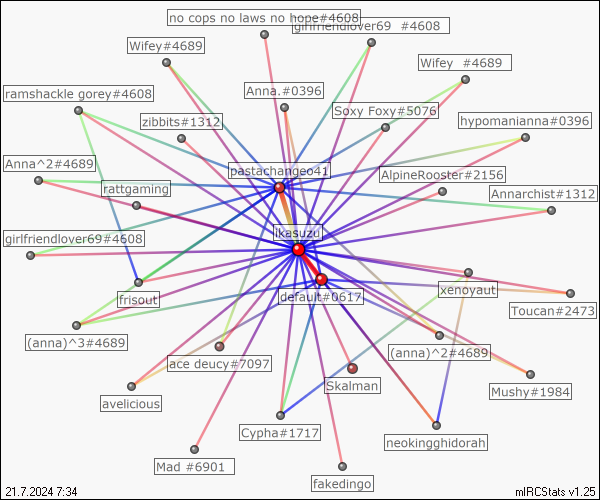 no cops no laws no hope#4608
girlfriendlover69 #4608
Wifey#4689
Wifey #4689
ramshackle gorey#4608
Anna.#0396
Soxy Foxy#5076
zibbits#1312
hypomanianna#0396
Anna^2#4689
pastachangeo41
AlpineRooster#2156
rattgaming
Annarchist#1312
ikasuzu
girlfriendlover69#4608
frisout
default#0617
xenoyaut
Toucan#2473
(anna)^3#4689
ace deucy#7097
(anna)^2#4689
Skalman
Mushy#1984
avelicious
Cypha#1717
neokingghidorah
Mad #6901
fakedingo
21.7.2024 7:34
mIRCStats v1.25